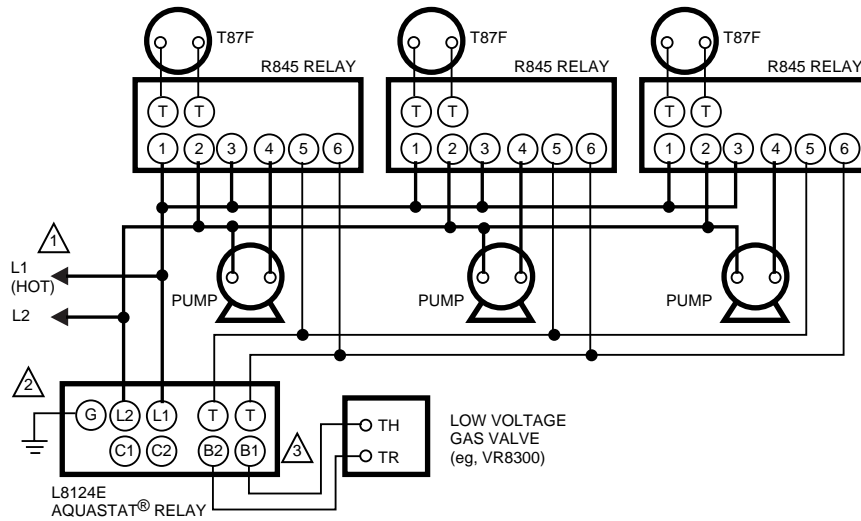 T87F T87F T87F
R845 RELAY R845 RELAY R845 RELAY
T T T T T T
1 2 3 4 5 6 1 2 3 4 5 6 1 2 3 4 5 6
1
L1
(HOT)
L2
PUMP PUMP PUMP
2
G L2 L1 T T
C1 C2 B2 B1
3
TH
TR
LOW VOLTAGE
GAS VALVE
(eg, VR8300)
L8124E
AQUASTAT® RELAY